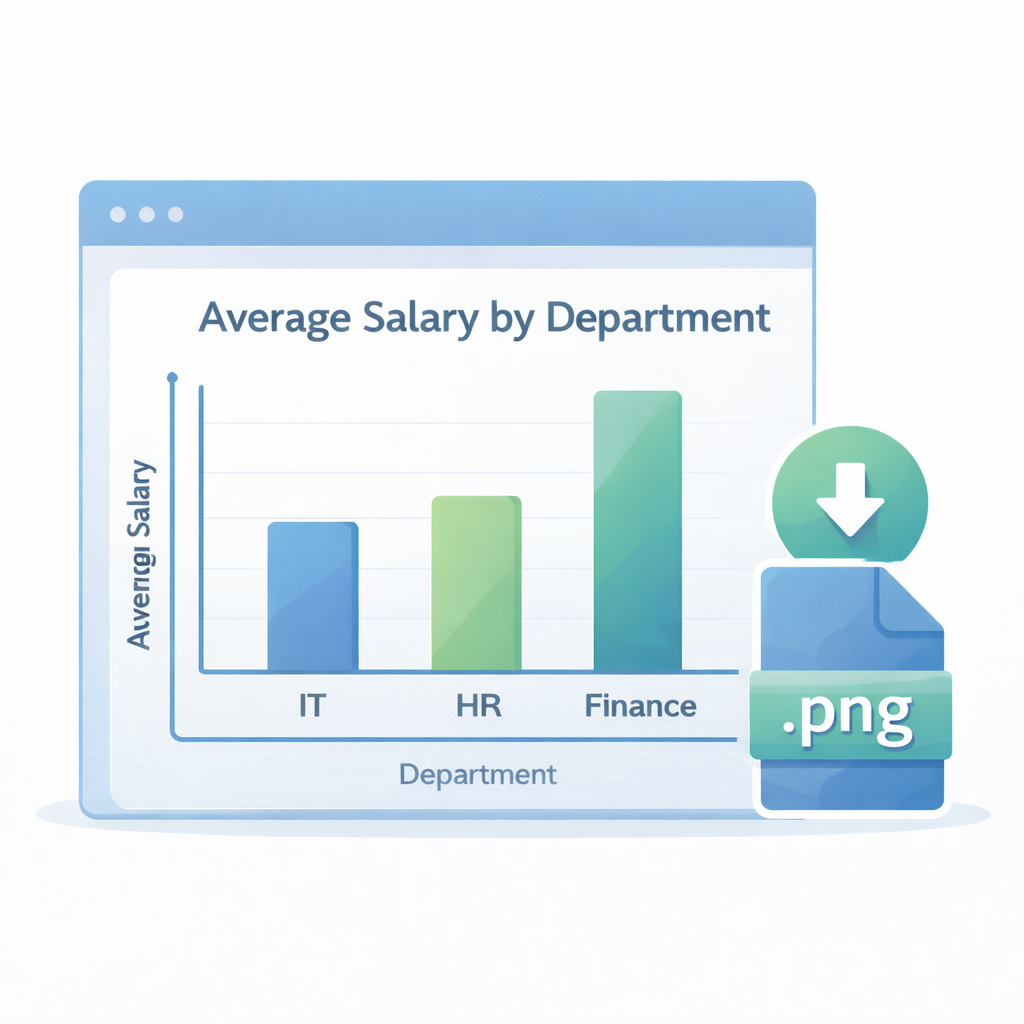 Average Salary by Department
Salary
IT
HR
Finance
Department
.png